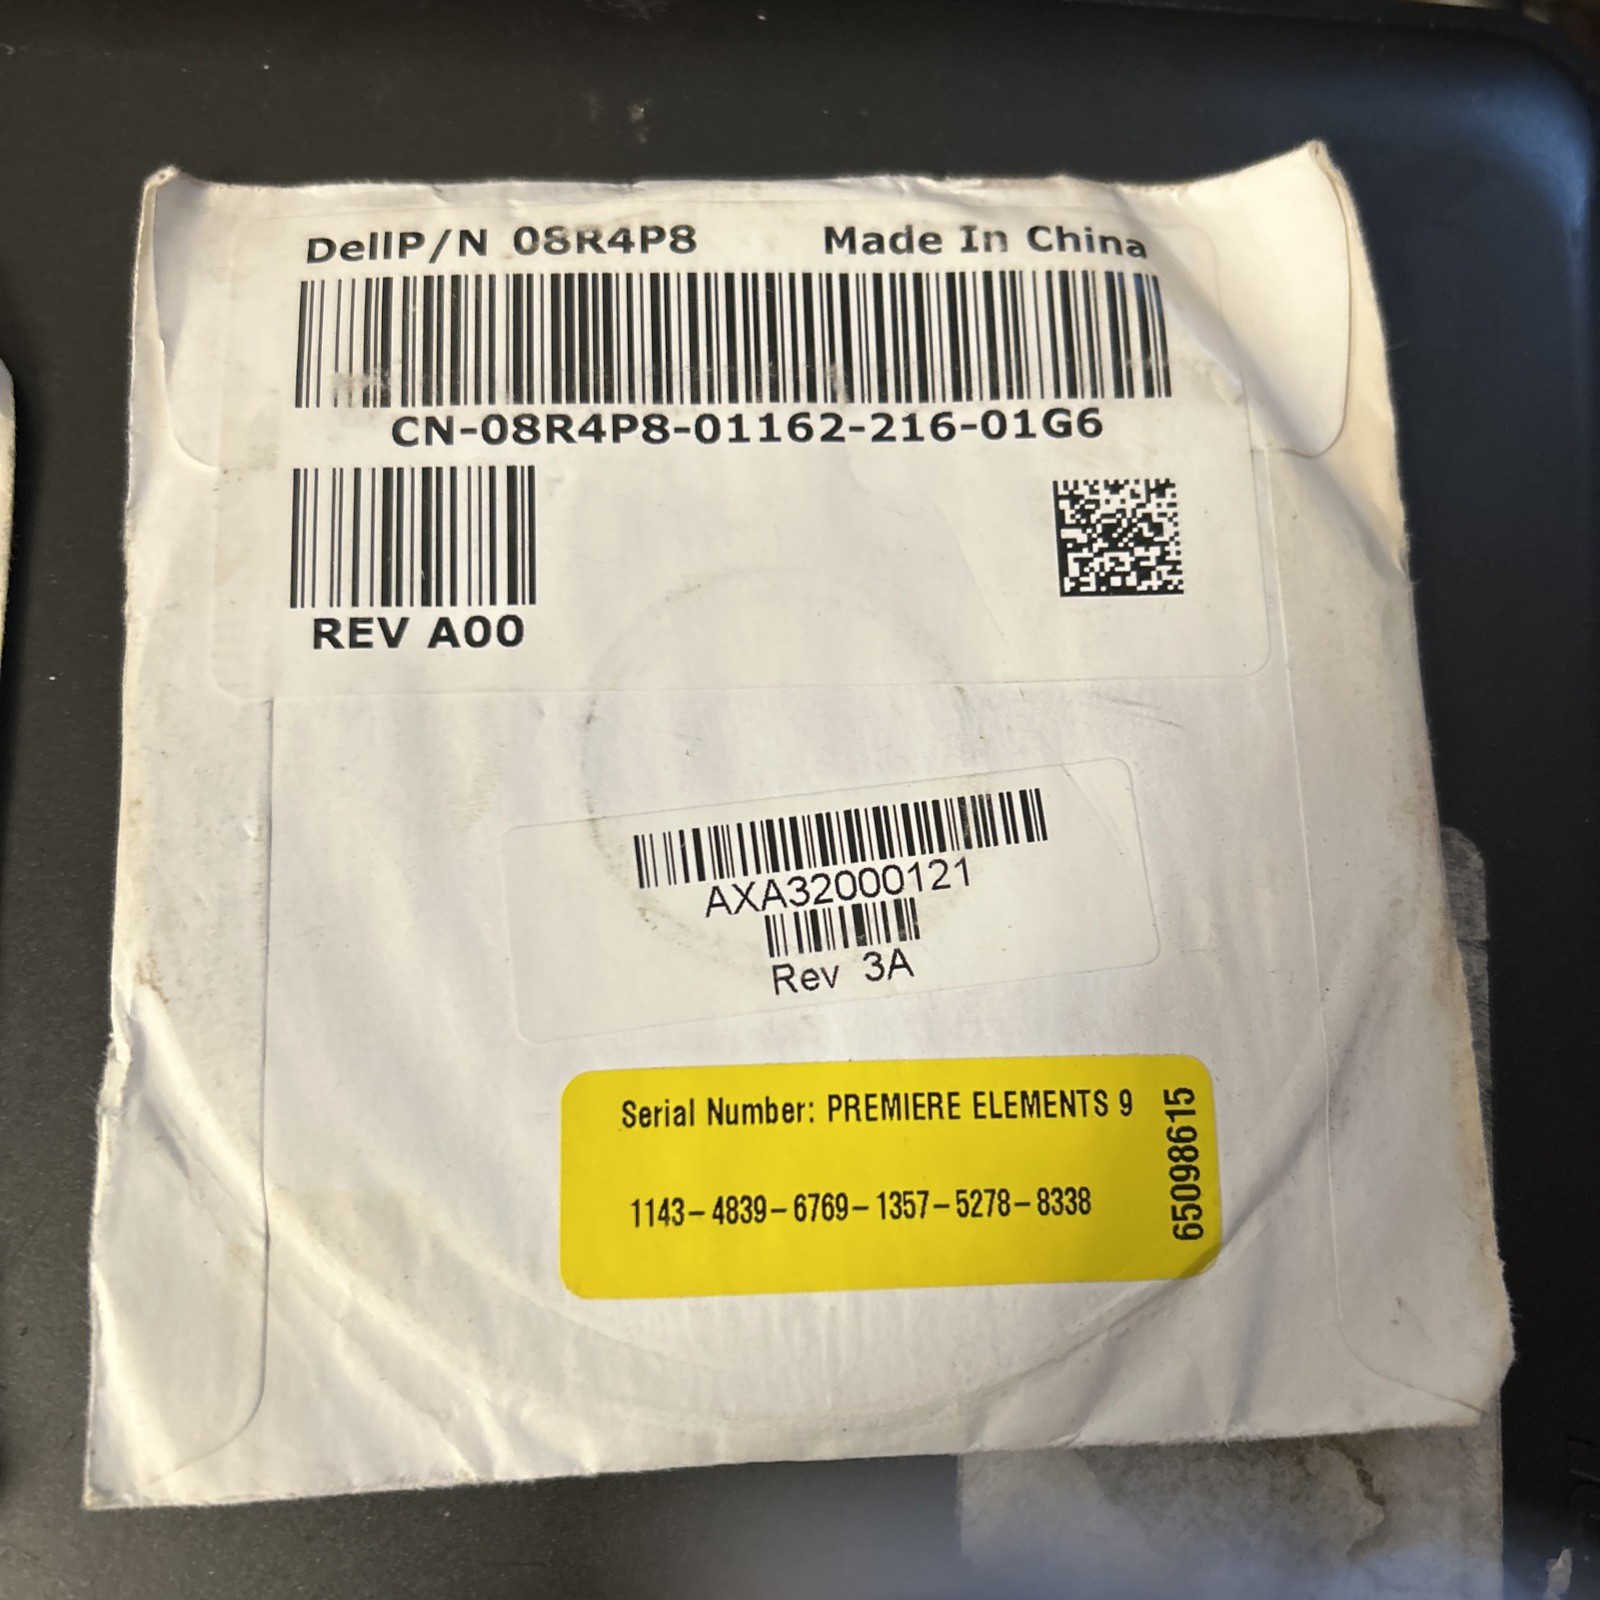 DellP/N 08R4P8 Made In China
CN-08R4P8-01162-216-01G6
REV A00
AXA32000121
Rev 3A
Serial Number: PREMIERE ELEMENTS 9
1143-4839-6769-1357-5278-8338
65098615